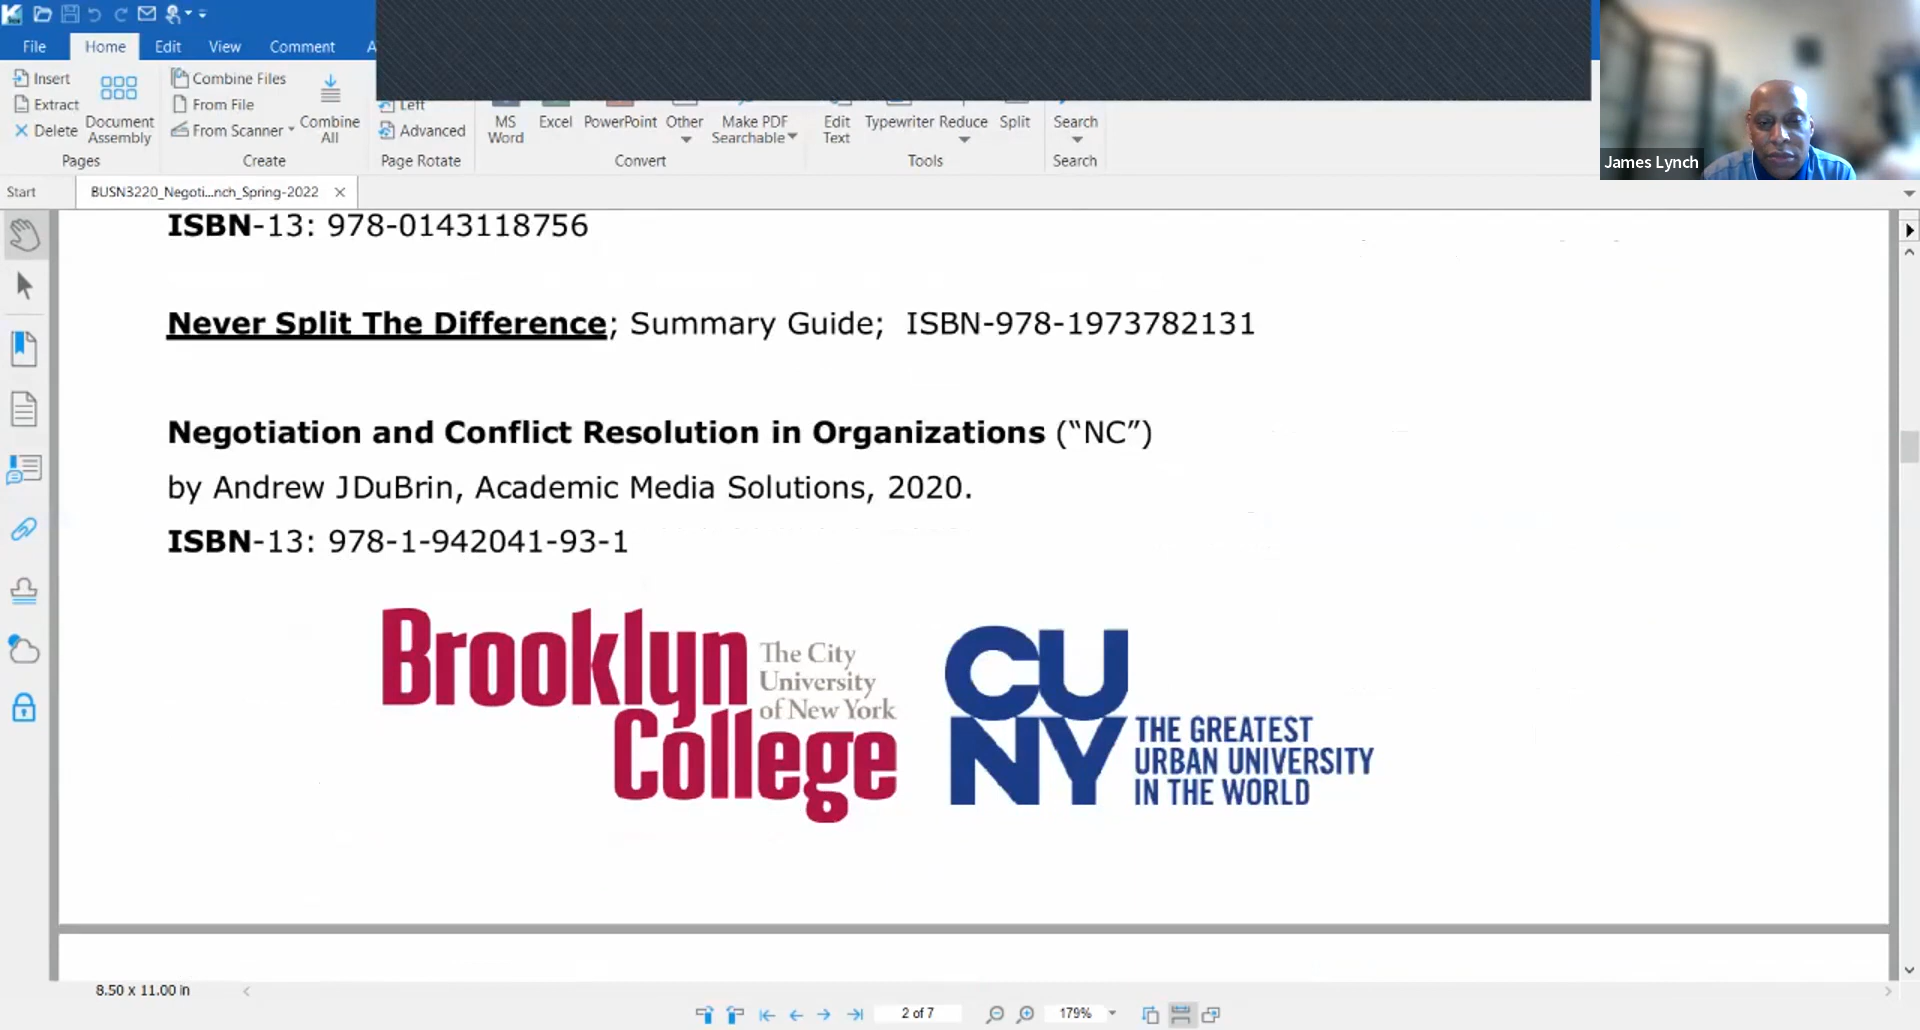 File Home Edit View Comment A
Insert
Extract
Delete
Document Assembly
Pages
Combine Files
From File
From Scanner
Combine All
Create
Left
Advanced
Page Rotate
MS Word
Excel
PowerPoint
Other
Make PDF Searchable
Convert
Edit Text
Typewriter
Reduce
Split
Tools
Search
Search
James Lynch
Start
BUSN3220_Negoti...nch_Spring-2022
ISBN-13: 978-0143118756
Never Split The Difference; Summary Guide;  ISBN-978-1973782131
Negotiation and Conflict Resolution in Organizations (“NC”)
by Andrew JDuBrin, Academic Media Solutions, 2020.
ISBN-13: 978-1-942041-93-1
Brooklyn
College
The City
University
of New York
CU
NY
THE GREATEST
URBAN UNIVERSITY
IN THE WORLD
8.50 x 11.00 in
2 of 7
179%